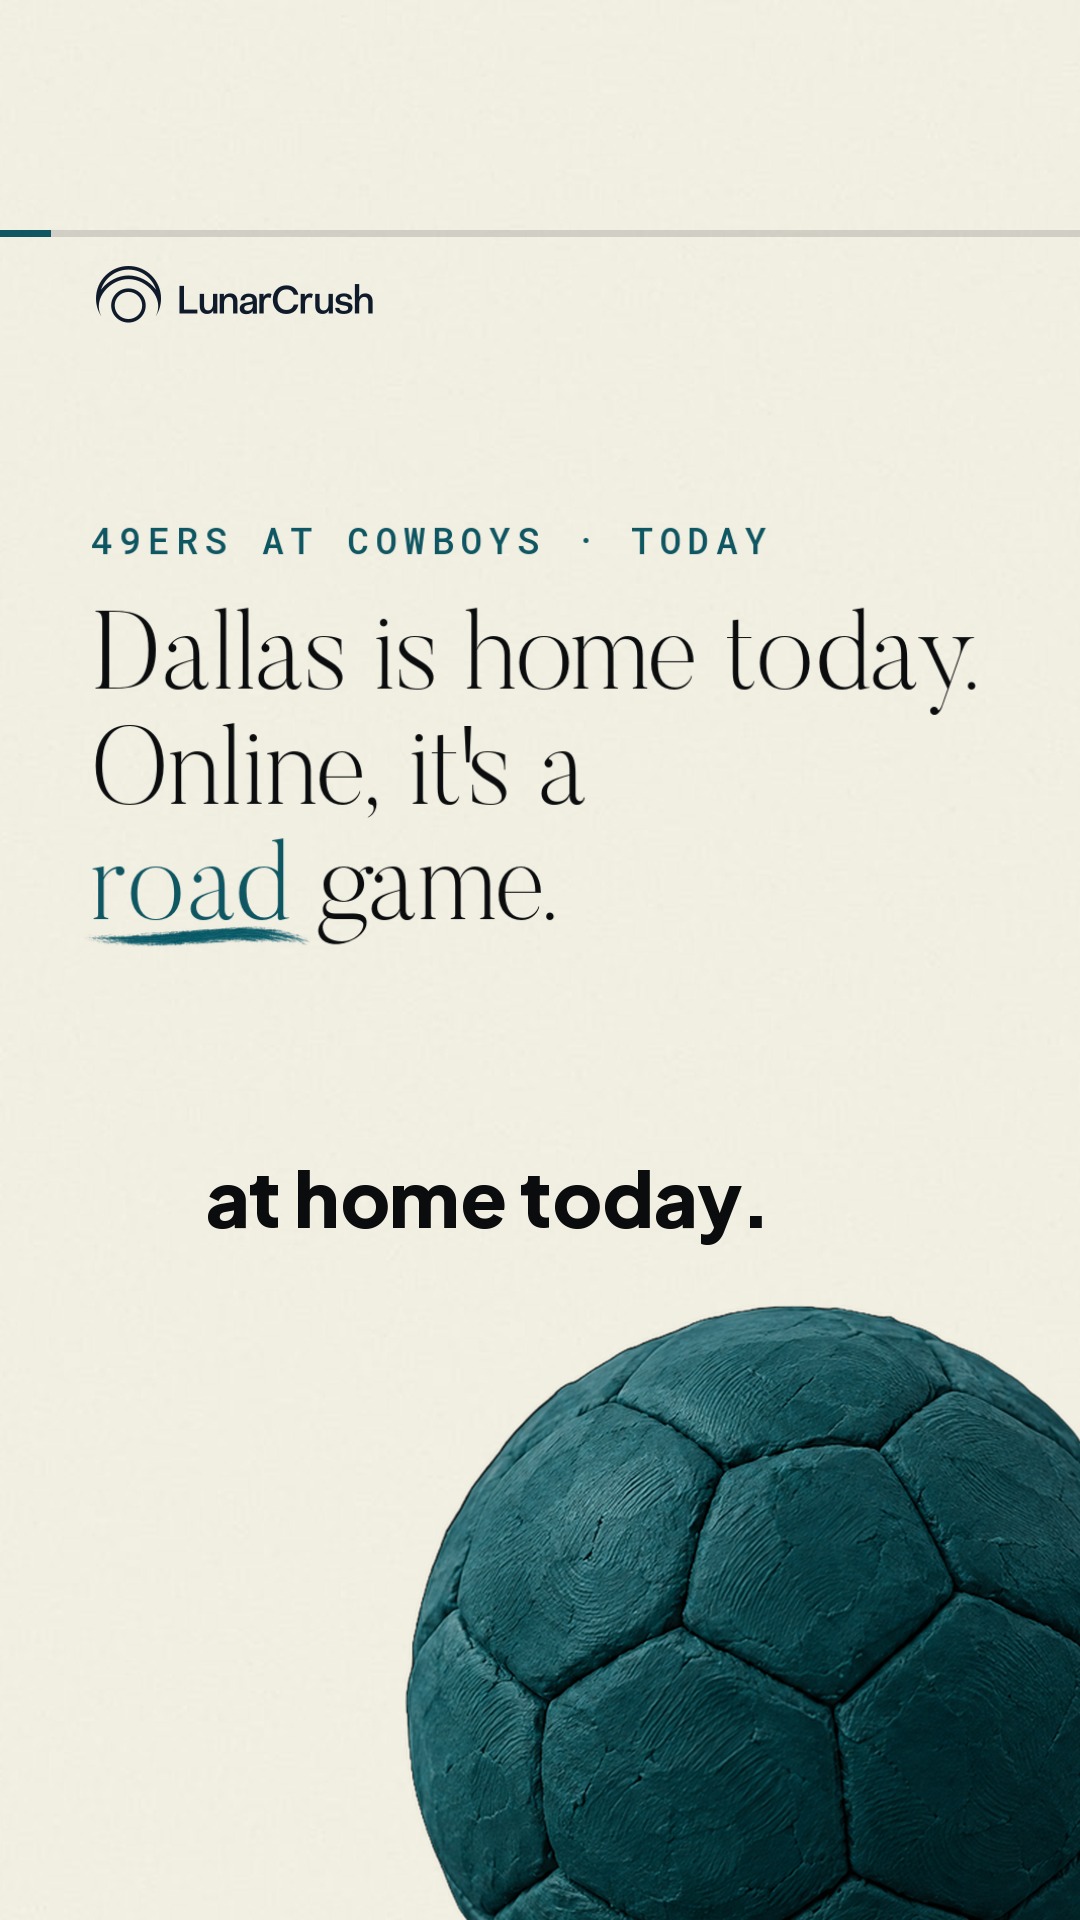 LunarCrush
49ERS AT COWBOYS · TODAY
Dallas is home today.
Online, it's a
road game.
at home today.